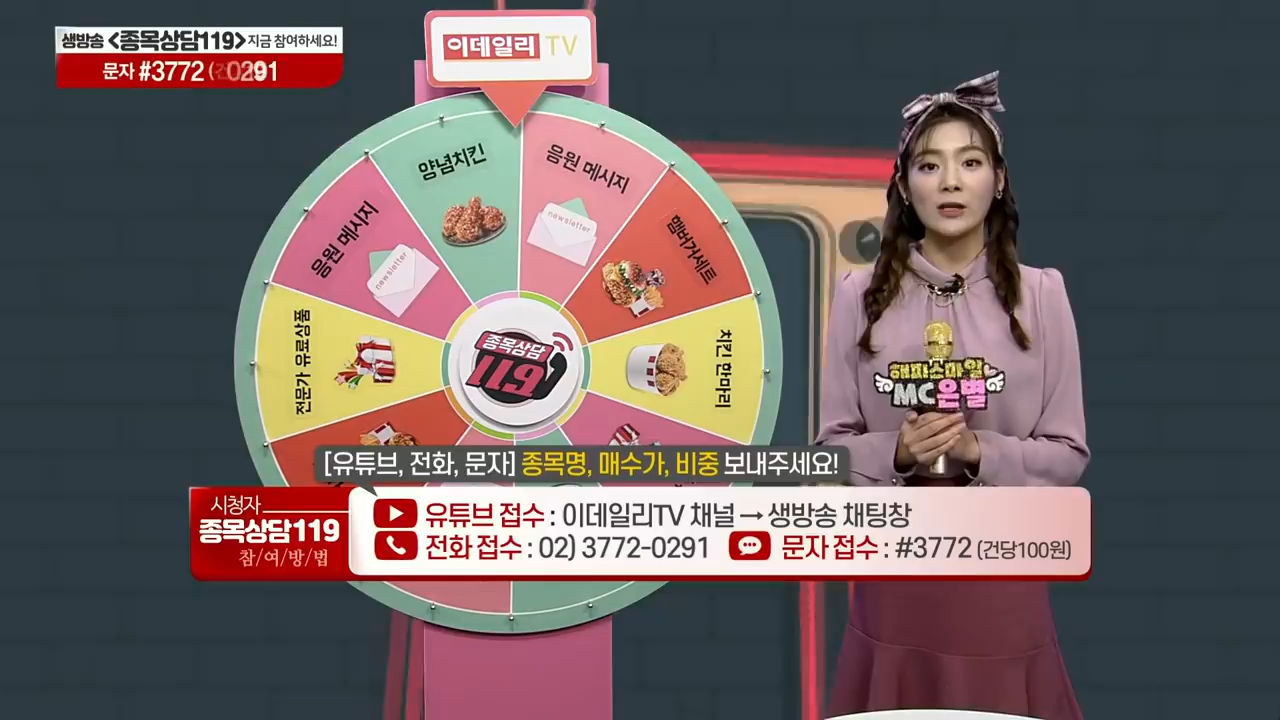 생방송 <종목상담119> 지금 참여하세요!
문자 #3772
이데일리 TV
양념치킨
응원 메시지
newsletter
햄버거세트
치킨 한마리
응원 메시지
newsletter
전문가 유료상품
종목상담
119
해피스마일
MC은별
[유튜브, 전화, 문자] 종목명, 매수가, 비중 보내주세요!
시청자
종목상담119
참/여/방/법
유튜브 접수 : 이데일리TV 채널 → 생방송 채팅창
전화 접수 : 02) 3772-0291 문자 접수 : #3772 (건당100원)